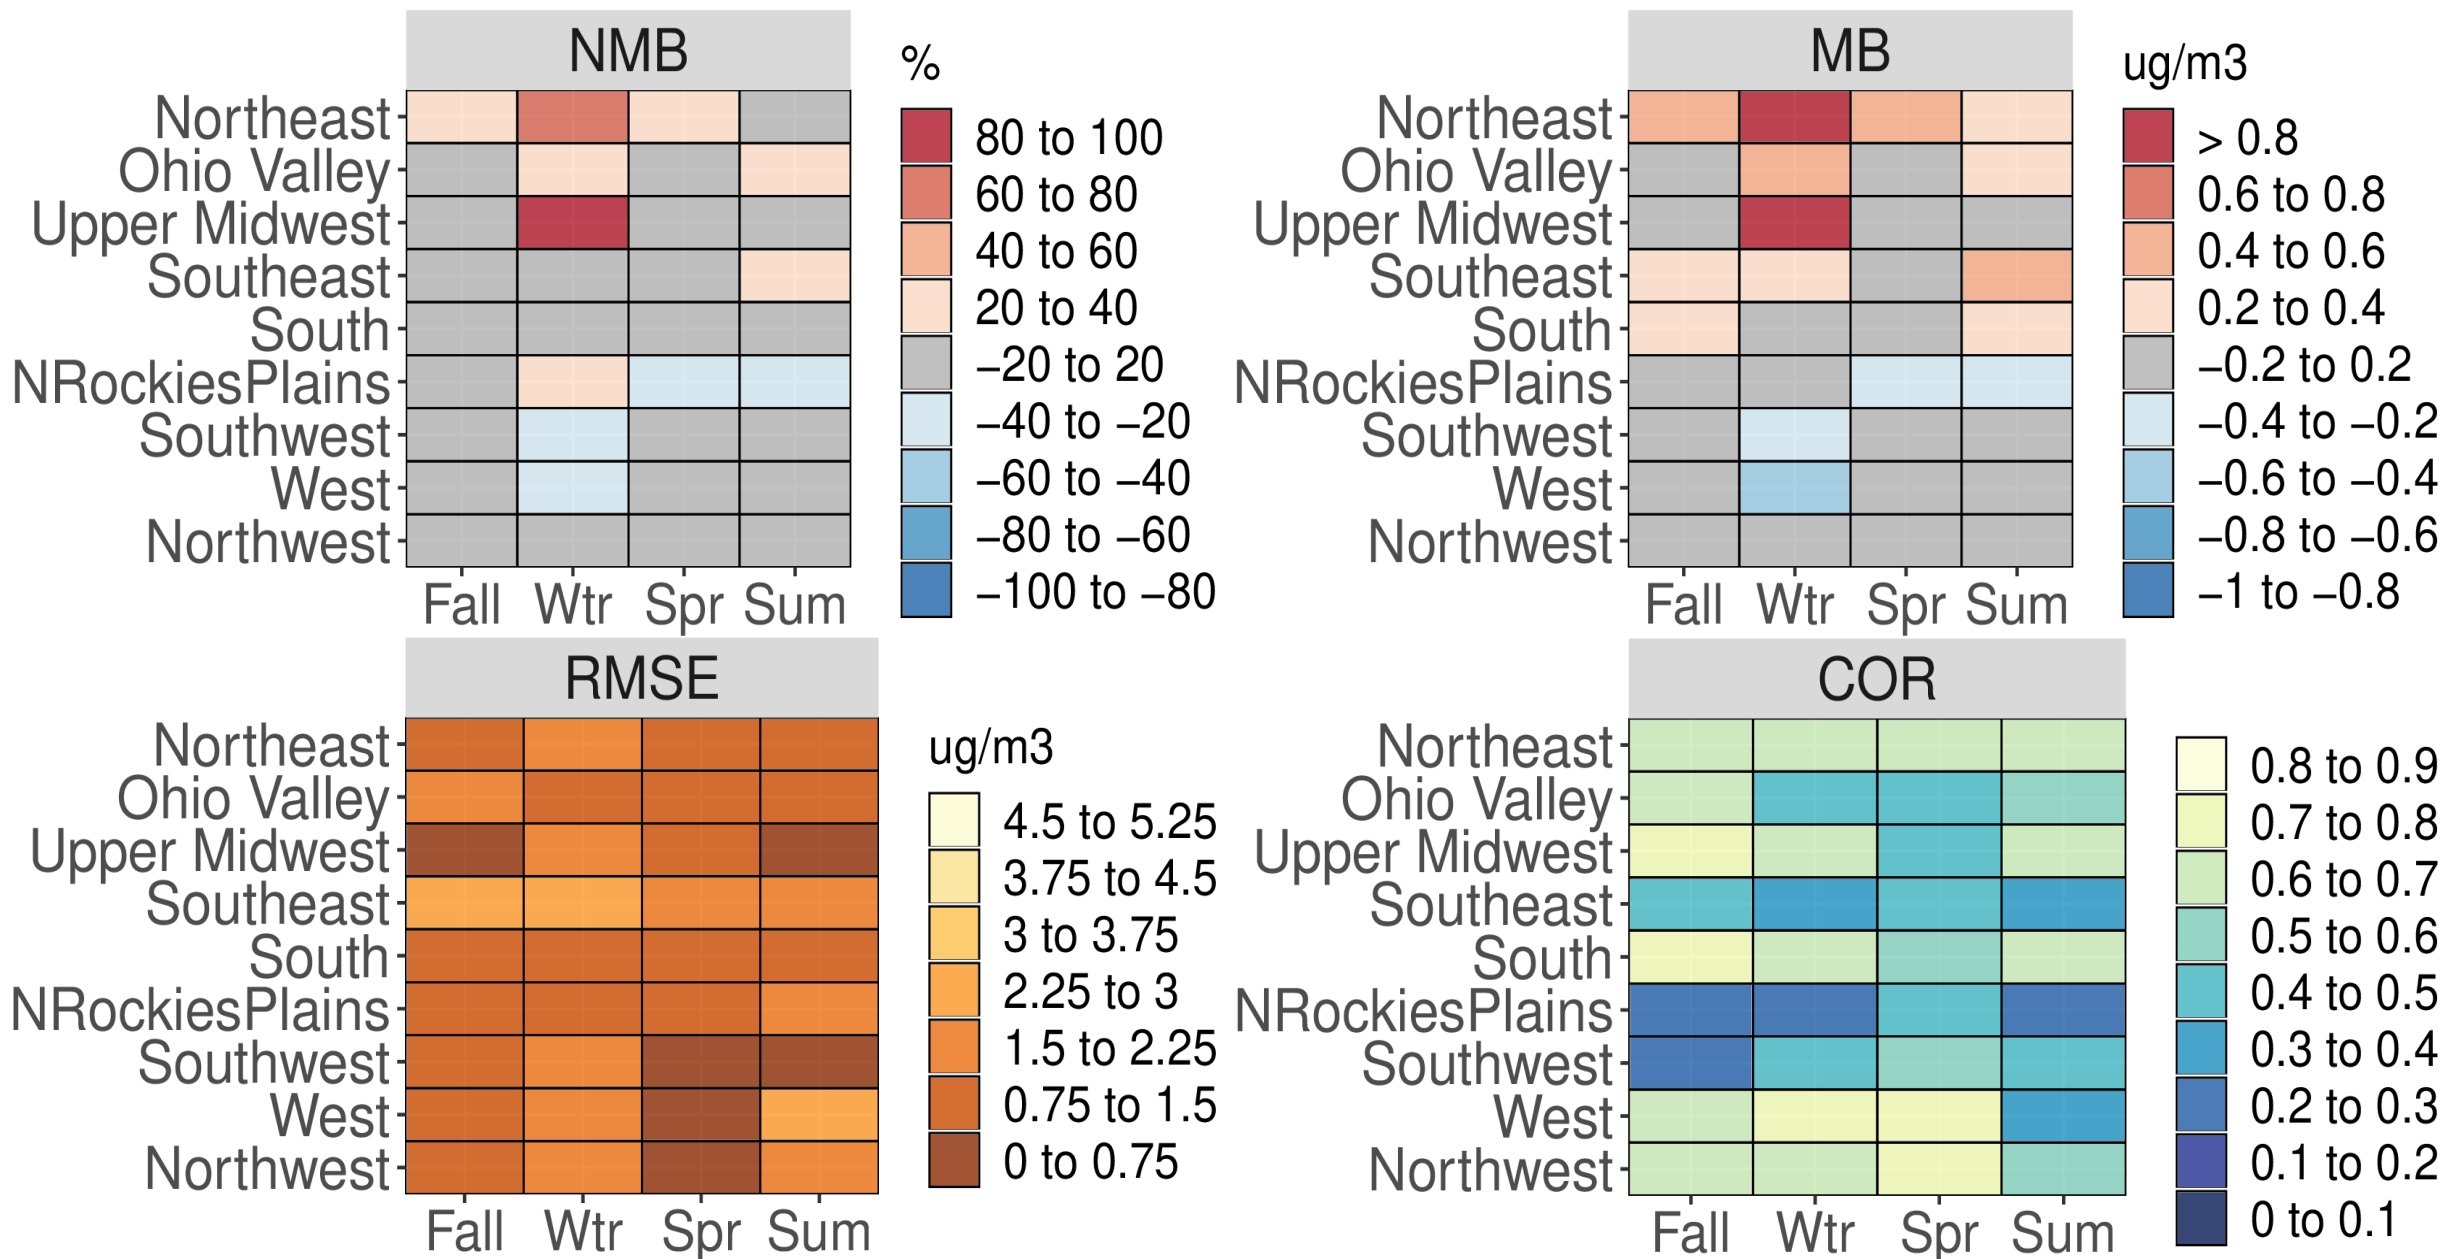 NMB
%
Northeast
Ohio Valley
Upper Midwest
Southeast
South
NRockiesPlains
Southwest
West
Northwest
Fall Wtr Spr Sum
80 to 100
60 to 80
40 to 60
20 to 40
−20 to 20
−40 to −20
−60 to −40
−80 to −60
−100 to −80
MB
ug/m3
Northeast
Ohio Valley
Upper Midwest
Southeast
South
NRockiesPlains
Southwest
West
Northwest
Fall Wtr Spr Sum
> 0.8
0.6 to 0.8
0.4 to 0.6
0.2 to 0.4
−0.2 to 0.2
−0.4 to −0.2
−0.6 to −0.4
−0.8 to −0.6
−1 to −0.8
RMSE
Northeast
Ohio Valley
Upper Midwest
Southeast
South
NRockiesPlains
Southwest
West
Northwest
Fall Wtr Spr Sum
ug/m3
4.5 to 5.25
3.75 to 4.5
3 to 3.75
2.25 to 3
1.5 to 2.25
0.75 to 1.5
0 to 0.75
COR
Northeast
Ohio Valley
Upper Midwest
Southeast
South
NRockiesPlains
Southwest
West
Northwest
Fall Wtr Spr Sum
0.8 to 0.9
0.7 to 0.8
0.6 to 0.7
0.5 to 0.6
0.4 to 0.5
0.3 to 0.4
0.2 to 0.3
0.1 to 0.2
0 to 0.1